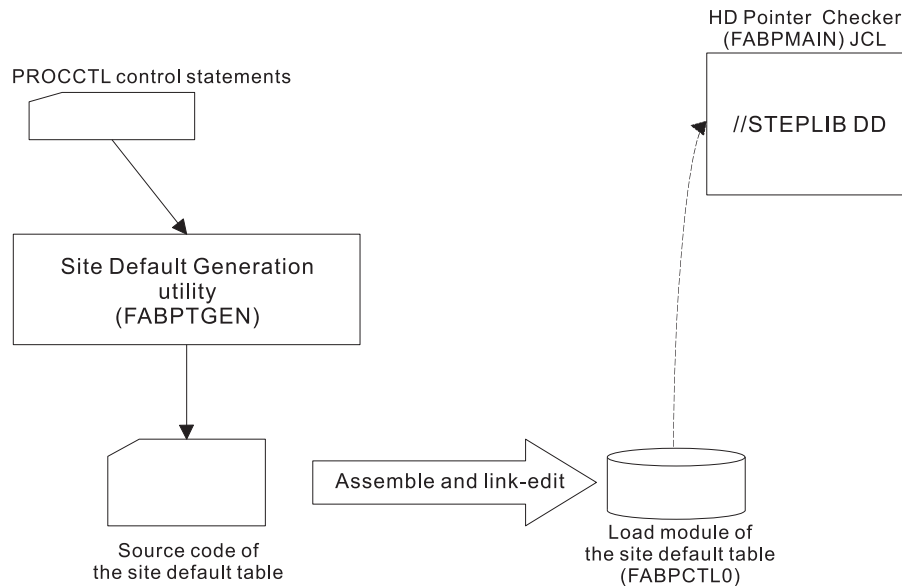 HD Pointer Checker
(FABPMAIN) JCL
PROCCTL control statements
//STEPLIB DD
Site Default Generation
utility
(FABPTGEN)
Assemble and link-edit
Source code of
the site default table
Load module of
the site default table
(FABPCTL0)